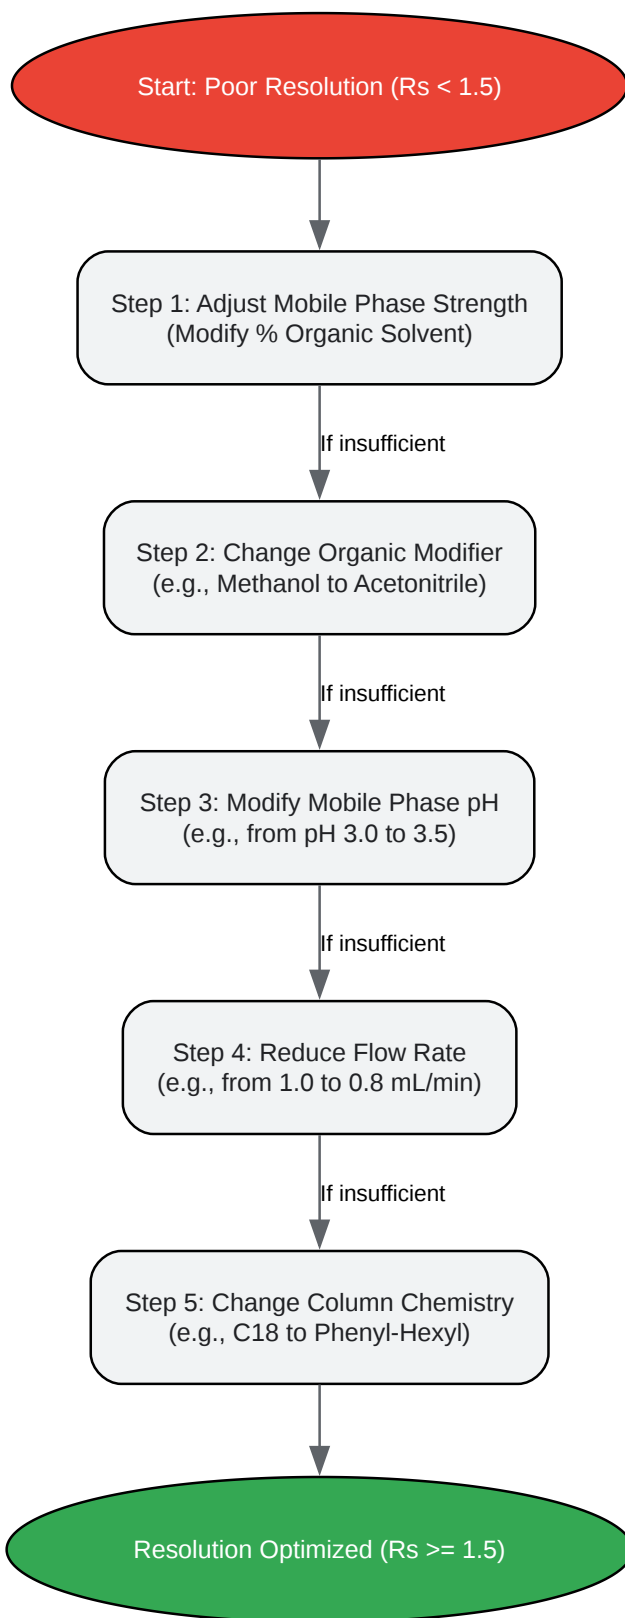 Start: Poor Resolution (Rs < 1.5)
Step 1: Adjust Mobile Phase Strength
(Modify % Organic Solvent)
If insufficient
Step 2: Change Organic Modifier
(e.g., Methanol to Acetonitrile)
If insufficient
Step 3: Modify Mobile Phase pH
(e.g., from pH 3.0 to 3.5)
If insufficient
Step 4: Reduce Flow Rate
(e.g., from 1.0 to 0.8 mL/min)
If insufficient
Step 5: Change Column Chemistry
(e.g., C18 to Phenyl-Hexyl)
Resolution Optimized (Rs >= 1.5)